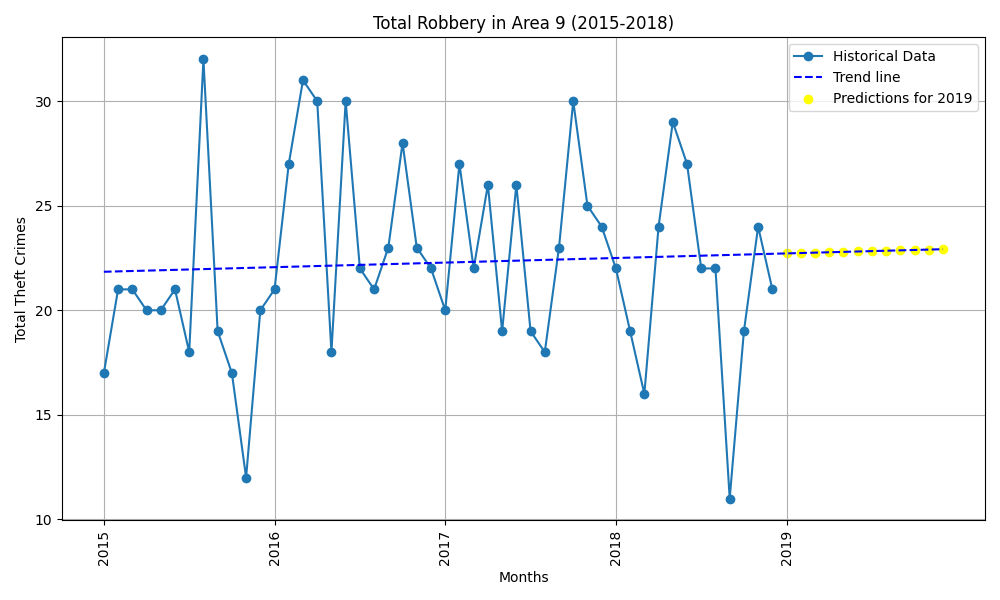 Total Robbery in Area 9 (2015-2018)
Historical Data
Trend line
Predictions for 2019
Total Theft Crimes
30
25
20
15
10
2015
2016
2017
2018
2019
Months